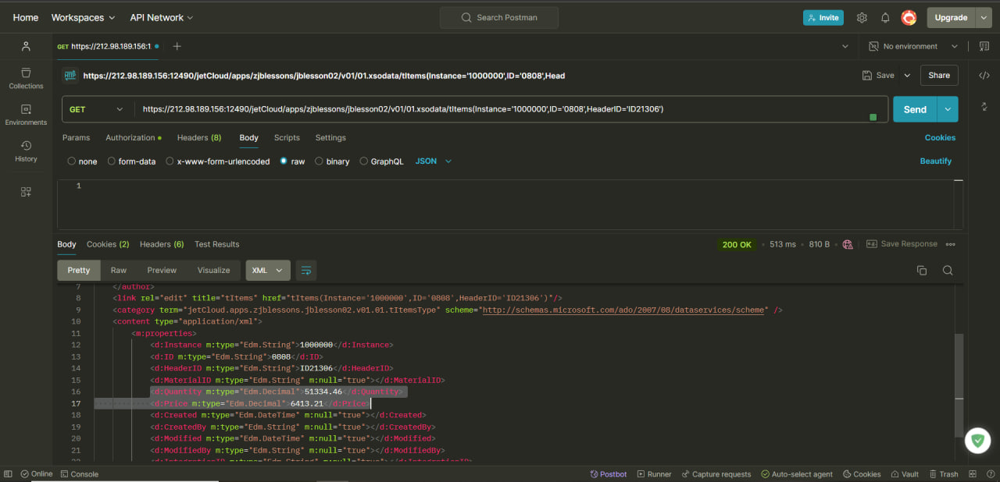 Home Workspaces API Network Search Postman Invite Upgrade
GET https://212.98.189.156:1 No environment
HTTP https://212.98.189.156:12490/jetCloud/apps/zjblessons/jblesson02/v01/01.xsodata/tItems(Instance='1000000',ID='0808',Head Save Share
Collections
GET https://212.98.189.156:12490/jetCloud/apps/zjblessons/jblesson02/v01/01.xsodata/tItems(Instance='1000000',ID='0808',HeaderID='ID21306') Send
Environments
Params Authorization Headers (8) Body Scripts Settings Cookies
History
none form-data x-www-form-urlencoded raw binary GraphQL JSON Beautify
1
Body Cookies (2) Headers (6) Test Results 200 OK 513 ms 810 B Save Response
Pretty Raw Preview Visualize XML
7 </author>
8 <link rel="edit" title="tItems" href="tItems(Instance='1000000',ID='0808',HeaderID='ID21306')"/>
9 <category term="jetCloud.apps.zjblessons.jblesson02.v01.01.tItemsType" scheme="http://schemas.microsoft.com/ado/2007/08/dataservices/scheme" />
10 <content type="application/xml">
11 <m:properties>
12 <d:Instance m:type="Edm.String">1000000</d:Instance>
13 <d:ID m:type="Edm.String">0808</d:ID>
14 <d:HeaderID m:type="Edm.String">ID21306</d:HeaderID>
15 <d:MaterialID m:type="Edm.String" m:null="true"></d:MaterialID>
16 <d:Quantity m:type="Edm.Decimal">51334.46</d:Quantity>
17 <d:Price m:type="Edm.Decimal">6413.21</d:Price>
18 <d:Created m:type="Edm.DateTime" m:null="true"></d:Created>
19 <d:CreatedBy m:type="Edm.String" m:null="true"></d:CreatedBy>
20 <d:Modified m:type="Edm.DateTime" m:null="true"></d:Modified>
21 <d:ModifiedBy m:type="Edm.String" m:null="true"></d:ModifiedBy>
22 <d:IntegrationID m:type="Edm.String" m:null="true"></d:IntegrationID>
Online Console Postbot Runner Capture requests Auto-select agent Cookies Vault Trash